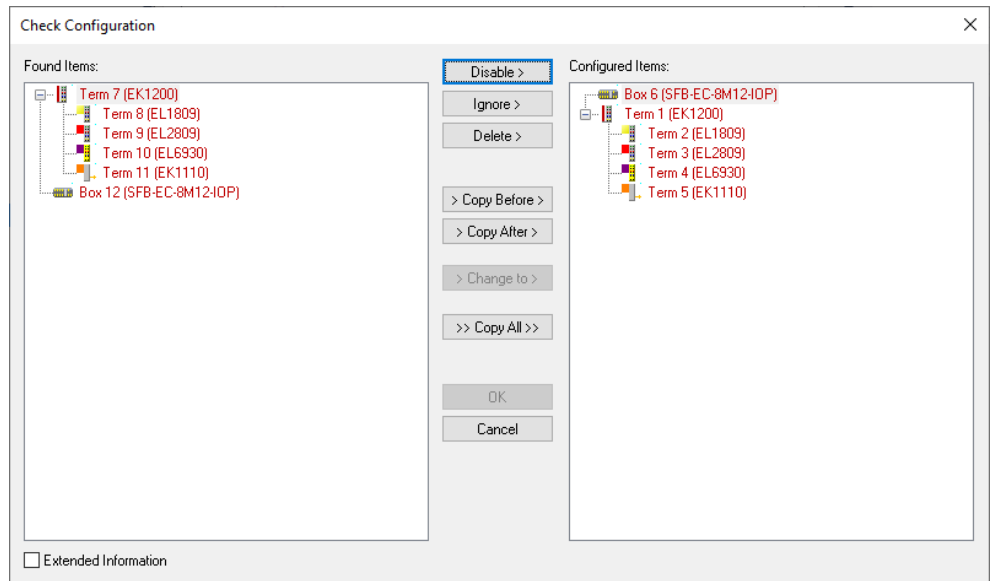 Check Configuration
Found Items:
Term 7 (EK1200)
Term 8 (EL1809)
Term 9 (EL2809)
Term 10 (EL6930)
Term 11 (EK1110)
Box 12 (SFB-EC-8M12-IOP)
Extended Information
Disable >
Ignore >
Delete >
> Copy Before >
> Copy After >
> Change to >
>> Copy All >>
OK
Cancel
Configured Items:
Box 6 (SFB-EC-8M12-IOP)
Term 1 (EK1200)
Term 2 (EL1809)
Term 3 (EL2809)
Term 4 (EL6930)
Term 5 (EK1110)